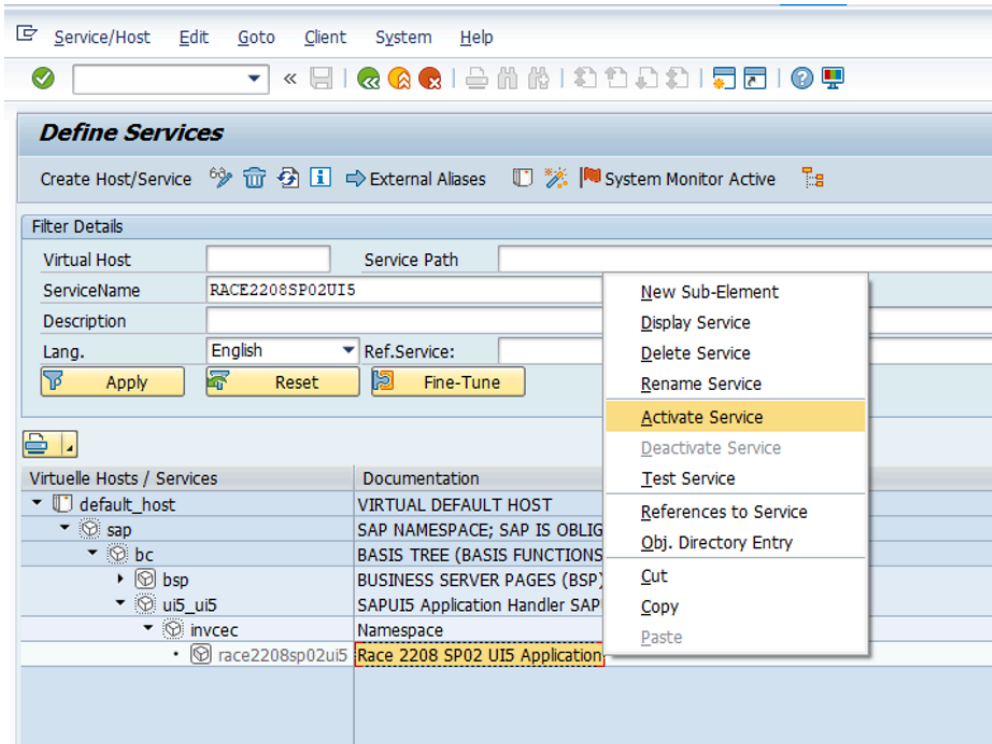 Service/Host Edit Goto Client System Help
Define Services
Create Host/Service External Aliases System Monitor Active
Filter Details
Virtual Host Service Path
ServiceName RACE2208SP02UI5
Description
Lang. English Ref.Service:
Apply Reset Fine-Tune
New Sub-Element
Display Service
Delete Service
Rename Service
Activate Service
Deactivate Service
Test Service
References to Service
Obj. Directory Entry
Cut
Copy
Paste
Virtuelle Hosts / Services Documentation
default_host VIRTUAL DEFAULT HOST
sap SAP NAMESPACE; SAP IS OBLIG
bc BASIS TREE (BASIS FUNCTIONS
bsp BUSINESS SERVER PAGES (BSP)
ui5_ui5 SAPUI5 Application Handler SAP
invcec Namespace
race2208sp02ui5 Race 2208 SP02 UI5 Application